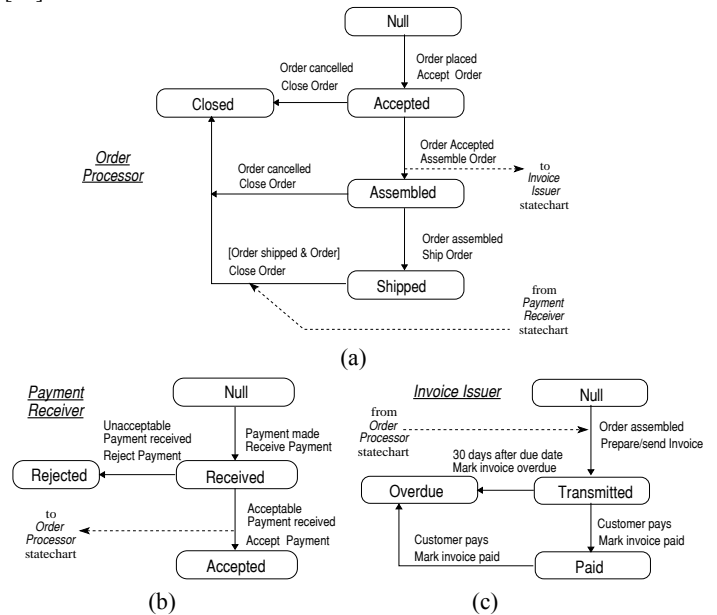 Null
Order placed
Accept Order
Order cancelled
Close Order
Closed
Accepted
Order Accepted
Assemble Order
Order
Processor
to
Invoice
Issuer
statechart
Order cancelled
Close Order
Assembled
Order assembled
Ship Order
[Order shipped & Order]
Close Order
Shipped
from
Payment
Receiver
statechart
(a)
Payment
Receiver
Null
Unacceptable
Payment received
Reject Payment
Payment made
Receive Payment
Rejected
Received
to
Order
Processor
statechart
Acceptable
Payment received
Accept Payment
Accepted
(b)
Invoice Issuer
Null
from
Order
Processor
statechart
Order assembled
Prepare/send Invoice
30 days after due date
Mark invoice overdue
Overdue
Transmitted
Customer pays
Mark invoice paid
Customer pays
Mark invoice paid
Paid
(c)